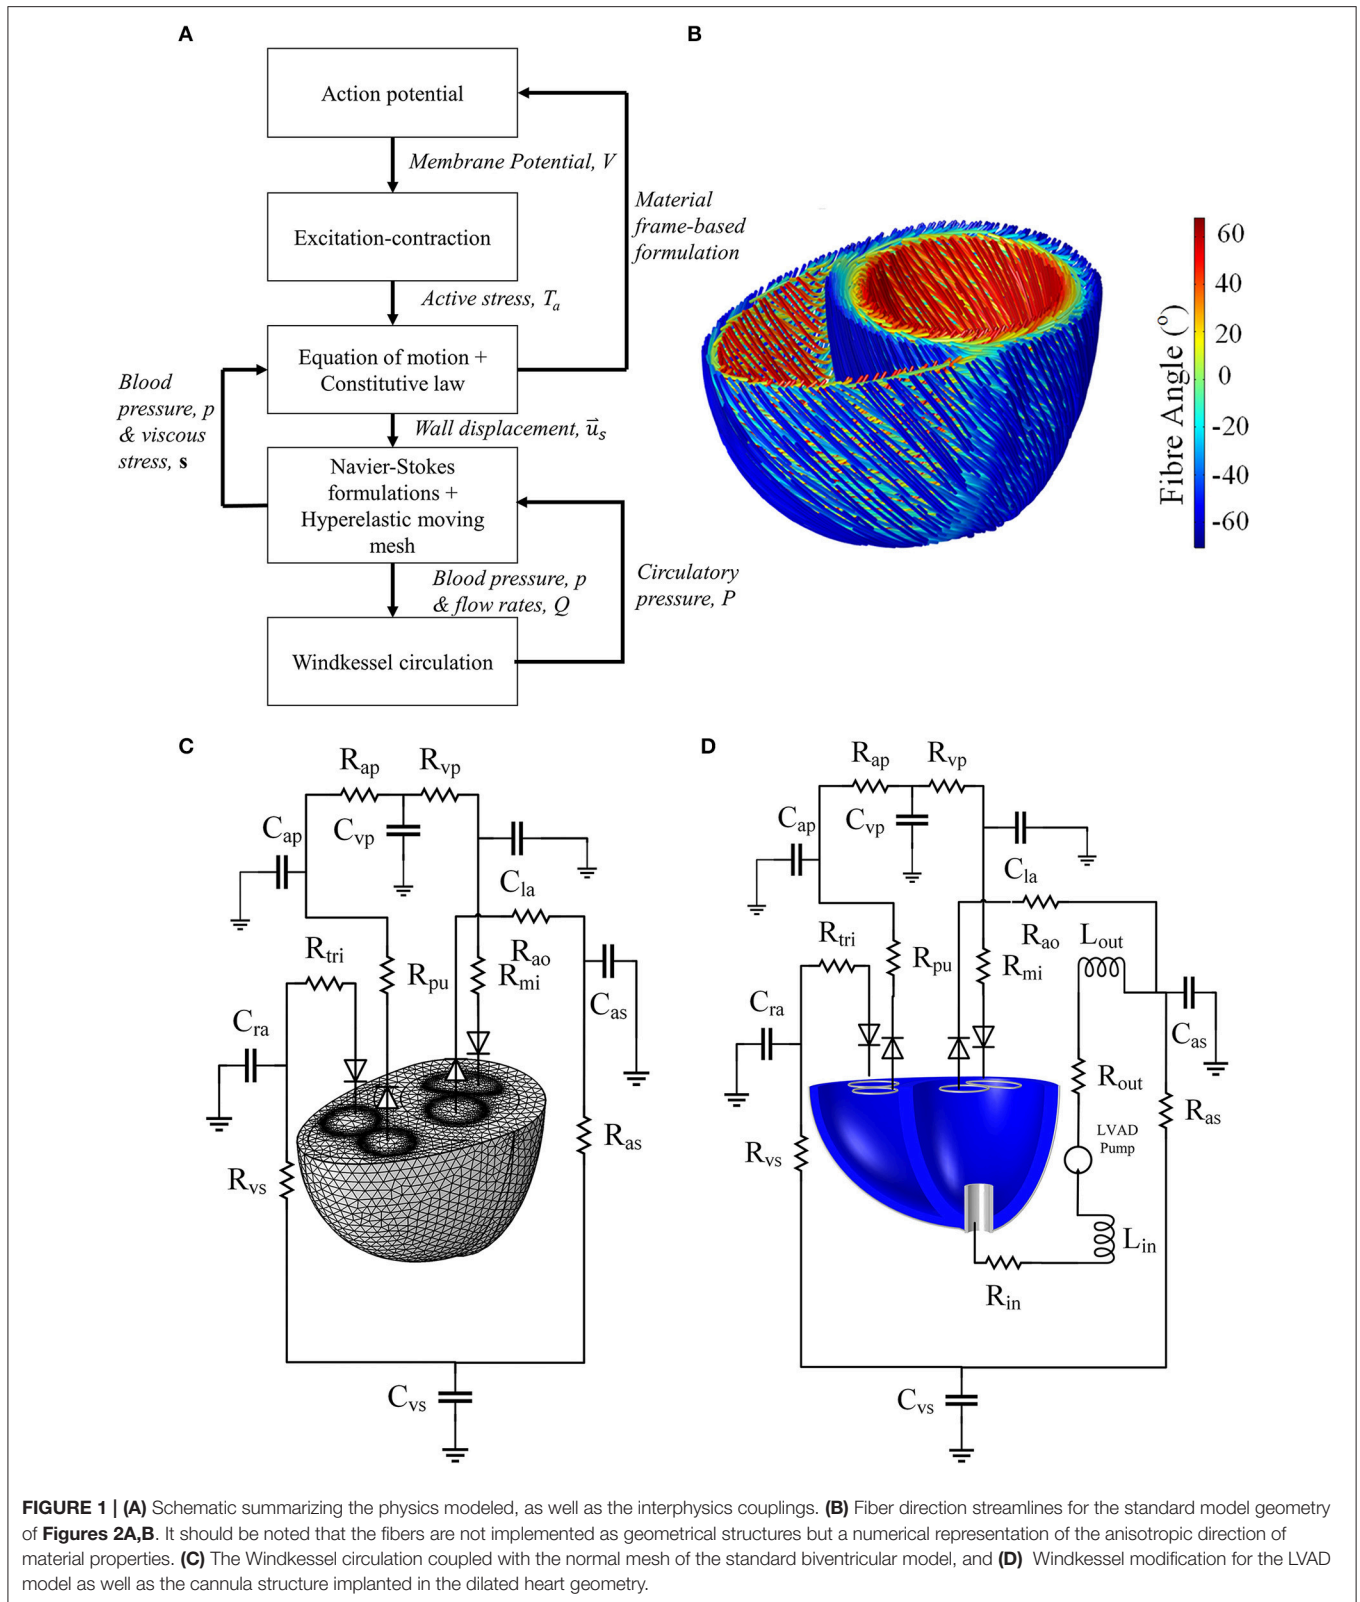 A
Action potential
Membrane Potential, V
Excitation-contraction
Material
frame-based
formulation
Active stress, Tₐ
Equation of motion +
Constitutive law
Blood
pressure, p
& viscous
stress, s
Wall displacement, u⃗ₛ
Navier-Stokes
formulations +
Hyperelastic moving
mesh
Blood pressure, p
& flow rates, Q
Circulatory
pressure, P
Windkessel circulation
B
Fibre Angle (º)
60
40
20
0
-20
-40
-60
C
Rap
Rvp
Cap
Cvp
Cla
Rtri
Rpu
Rao
Rmi
Cas
Cra
Rvs
Ras
Cvs
D
Rap
Rvp
Cap
Cvp
Cla
Rtri
Rpu
Rao
Rmi
Lout
Cra
Cas
Rout
LVAD
Pump
Ras
Rvs
Lin
Rin
Cvs
FIGURE 1 | (A) Schematic summarizing the physics modeled, as well as the interphysics couplings. (B) Fiber direction streamlines for the standard model geometry
of Figures 2A,B. It should be noted that the fibers are not implemented as geometrical structures but a numerical representation of the anisotropic direction of
material properties. (C) The Windkessel circulation coupled with the normal mesh of the standard biventricular model, and (D) Windkessel modification for the LVAD
model as well as the cannula structure implanted in the dilated heart geometry.